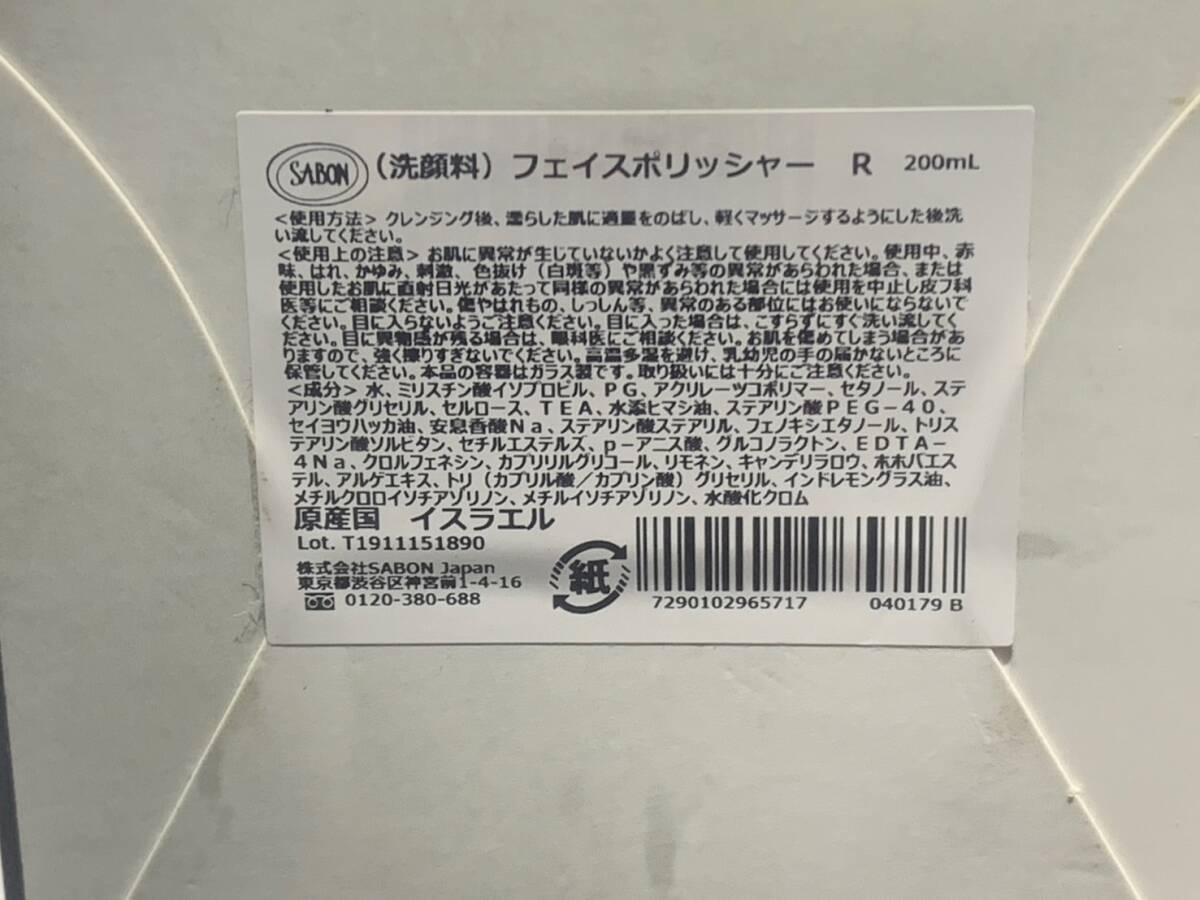 SABON (洗顔料) フェイスポリッシャー R 200mL
<使用方法> クレンジング後、濡らした肌に適量をのばし、軽くマッサージするようにした後洗
い流してください。
<使用上の注意> お肌に異常が生じていないかよく注意して使用してください。使用中、赤
味、はれ、かゆみ、刺激、色抜け(白斑等)や黒ずみ等の異常があらわれた場合、または
使用したお肌に直射日光があたって同様の異常があらわれた場合には使用を中止し皮フ科
医等にご相談ください。傷やはれもの、しっしん等、異常のある部位にはお使いにならないで
ください。目に入らないようご注意ください。目に入った場合は、こすらずにすぐ洗い流してく
ださい。目に異物感が残る場合は、眼科医にご相談ください。お肌を傷めてしまう場合があ
りますので、強く擦りすぎないでください。高温多湿を避け、乳幼児の手の届かないところに
保管してください。本品の容器はガラス製です。取り扱いには十分にご注意ください。
<成分> 水、ミリスチン酸イソプロピル、PG、アクリレーツコポリマー、セタノール、ステ
アリン酸グリセリル、セルロース、TEA、水添ヒマシ油、ステアリン酸PEG-40、
セイヨウハッカ油、安息香酸Na、ステアリン酸ステアリル、フェノキシエタノール、トリス
テアリン酸ソルビタン、セチルエステルズ、p-アニス酸、グルコノラクトン、EDTA-
4Na、クロルフェネシン、カプリリルグリコール、リモネン、キャンデリラロウ、ホホバエス
テル、アルゲエキス、トリ(カプリル酸/カプリン酸)グリセリル、インドレモングラス油、
メチルクロロイソチアゾリノン、メチルイソチアゾリノン、水酸化クロム
原産国 イスラエル
Lot. T1911151890
株式会社SABON Japan
東京都渋谷区神宮前1-4-16
0120-380-688
紙
7290102965717 040179 B